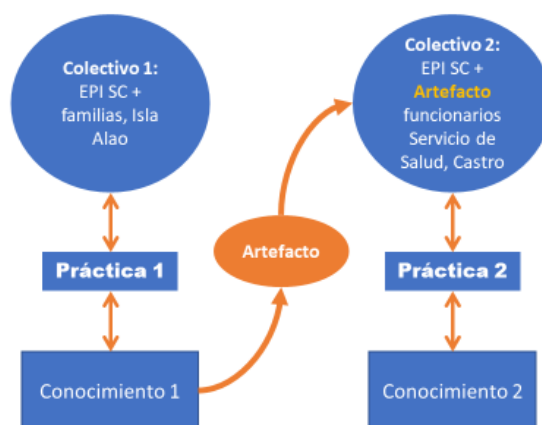 Colectivo 1:
EPI SC +
familias, Isla
Alao
Práctica 1
Conocimiento 1
Artefacto
Colectivo 2:
EPI SC +
Artefacto
funcionarios
Servicio de
Salud, Castro
Práctica 2
Conocimiento 2